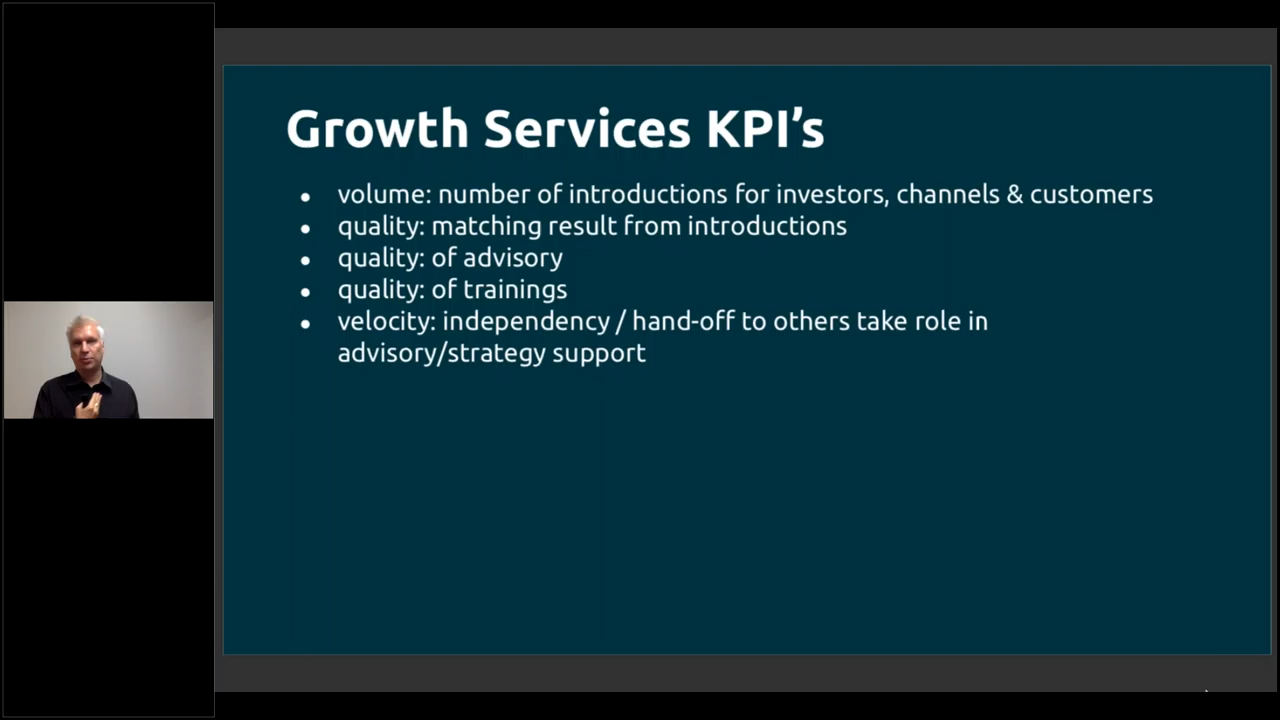 Growth Services KPI’s
● volume: number of introductions for investors, channels & customers
● quality: matching result from introductions
● quality: of advisory
● quality: of trainings
● velocity: independency / hand-off to others take role in
advisory/strategy support